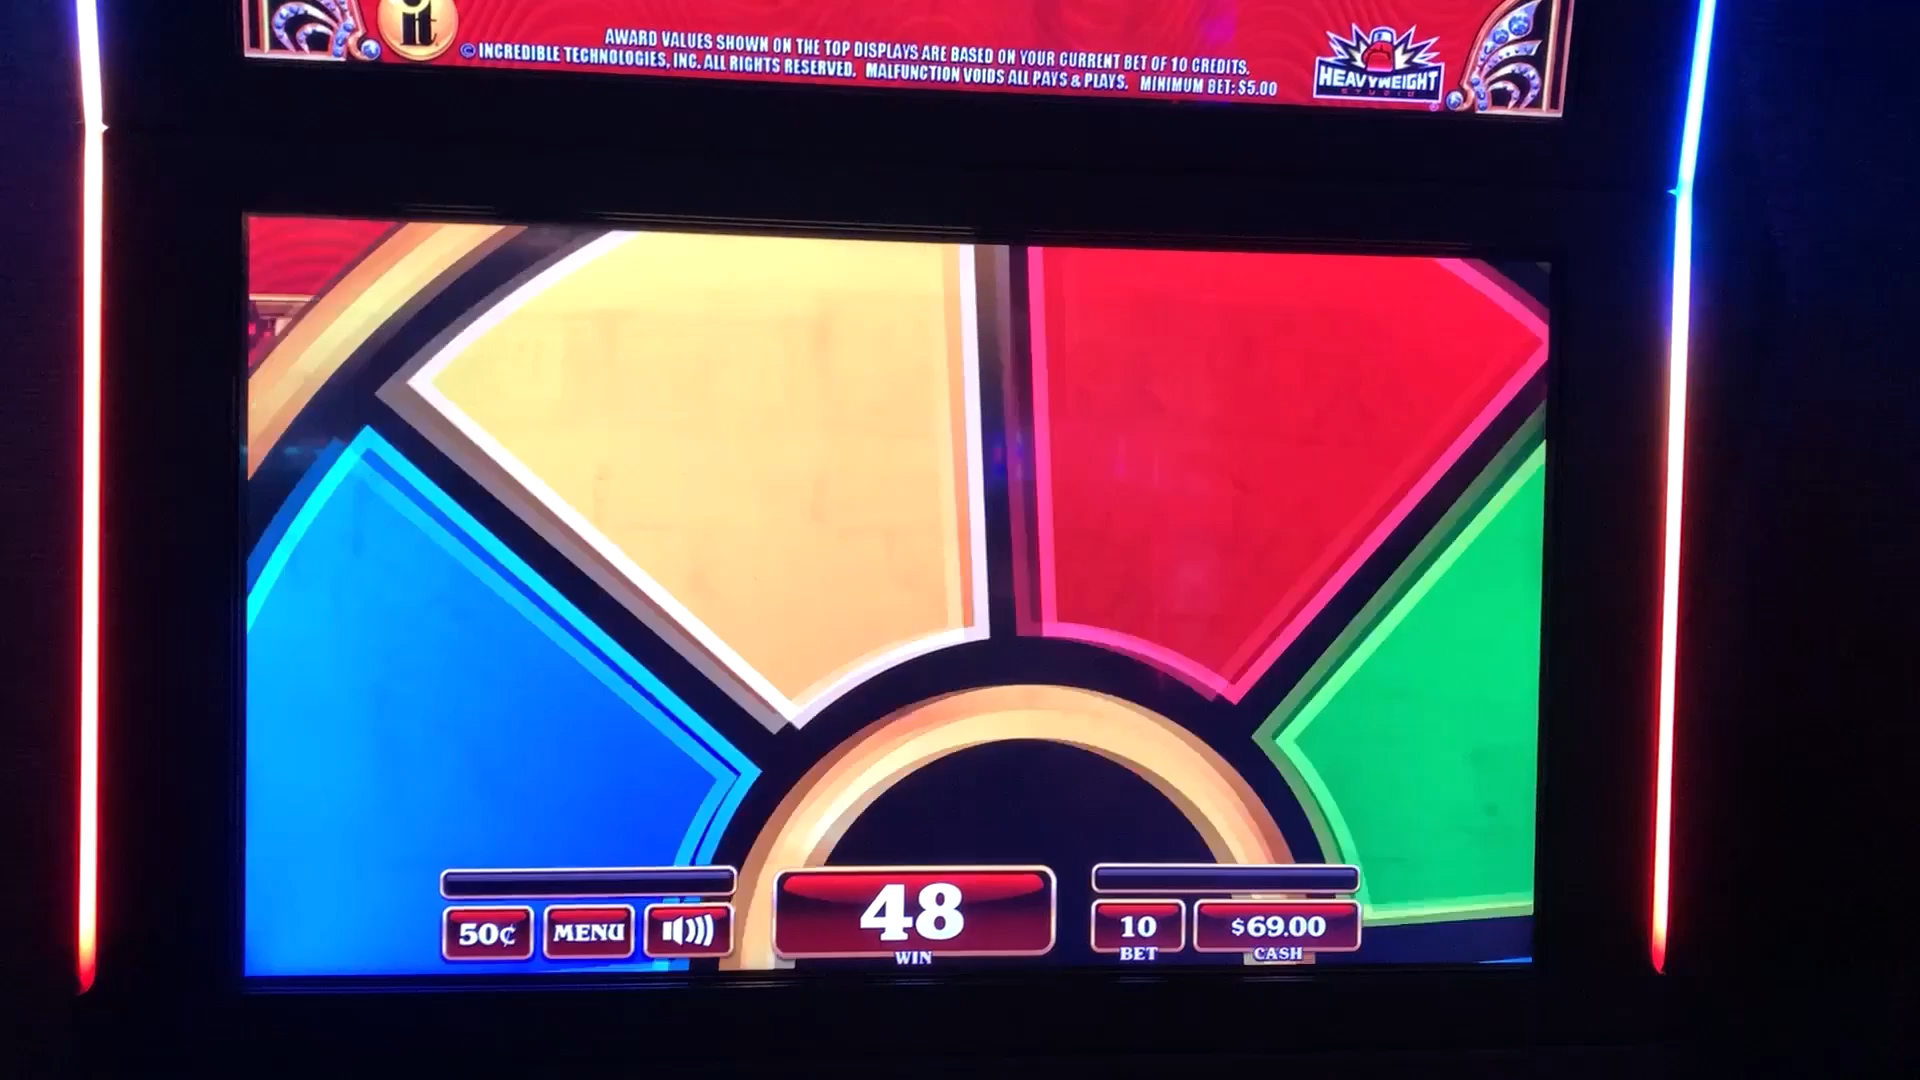 it
AWARD VALUES SHOWN ON THE TOP DISPLAYS ARE BASED ON YOUR CURRENT BET OF 10 CREDITS.
© INCREDIBLE TECHNOLOGIES, INC. ALL RIGHTS RESERVED. MALFUNCTION VOIDS ALL PAYS & PLAYS. MINIMUM BET: $5.00
HEAVYWEIGHT
STUDIO
50¢ MENU 48 10 $69.00
WIN BET CASH